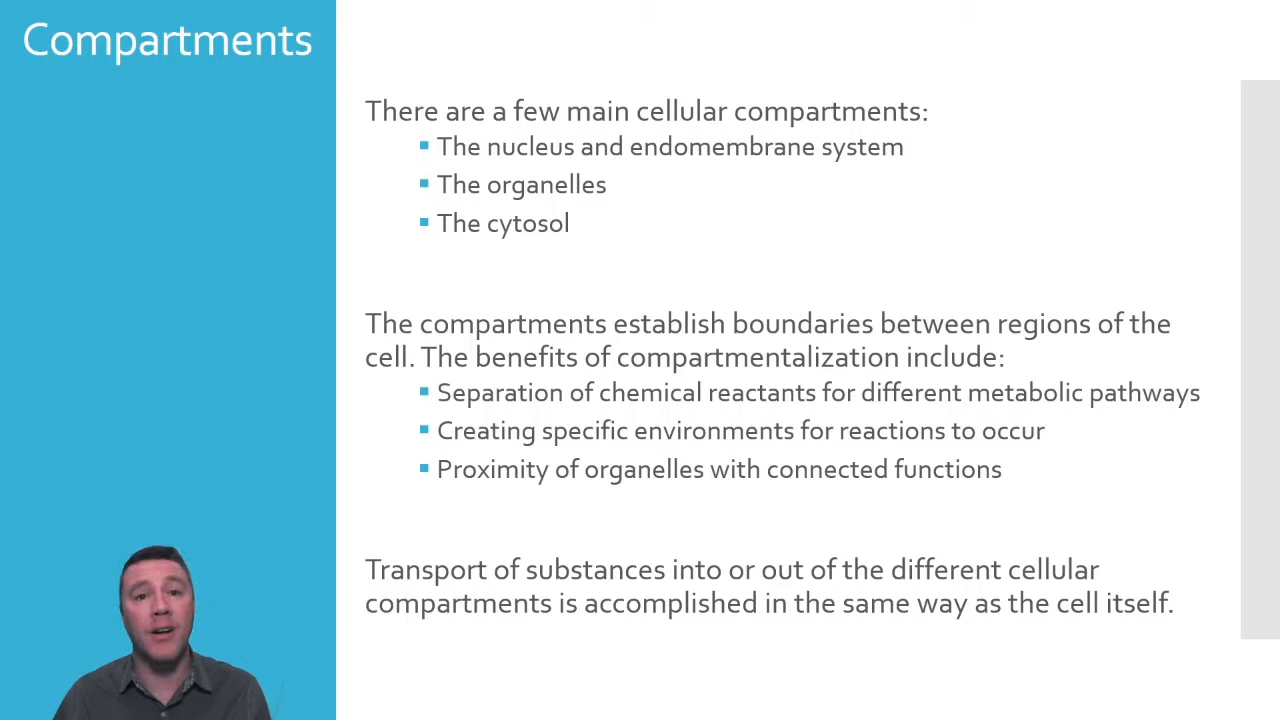 Compartments
There are a few main cellular compartments:
The nucleus and endomembrane system
The organelles
The cytosol
The compartments establish boundaries between regions of the
cell. The benefits of compartmentalization include:
Separation of chemical reactants for different metabolic pathways
Creating specific environments for reactions to occur
Proximity of organelles with connected functions
Transport of substances into or out of the different cellular
compartments is accomplished in the same way as the cell itself.